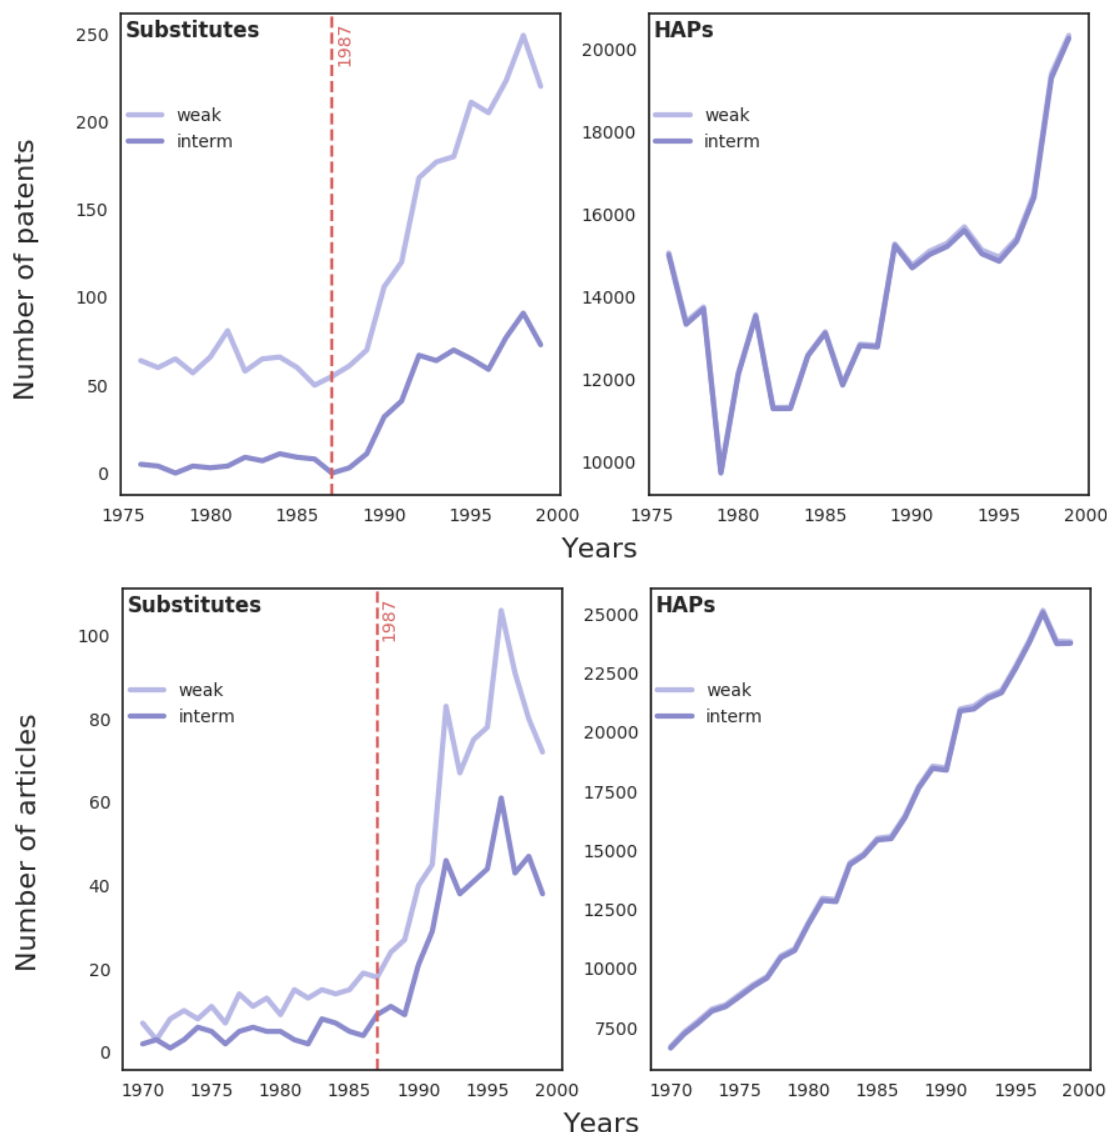 Substitutes
1987
weak
interm
250
200
150
100
50
0
Number of patents
1975 1980 1985 1990 1995 2000
HAPs
weak
interm
20000
18000
16000
14000
12000
10000
1975 1980 1985 1990 1995 2000
Years
Substitutes
1987
weak
interm
100
80
60
40
20
0
Number of articles
1970 1975 1980 1985 1990 1995 2000
HAPs
weak
interm
25000
22500
20000
17500
15000
12500
10000
7500
1970 1975 1980 1985 1990 1995 2000
Years